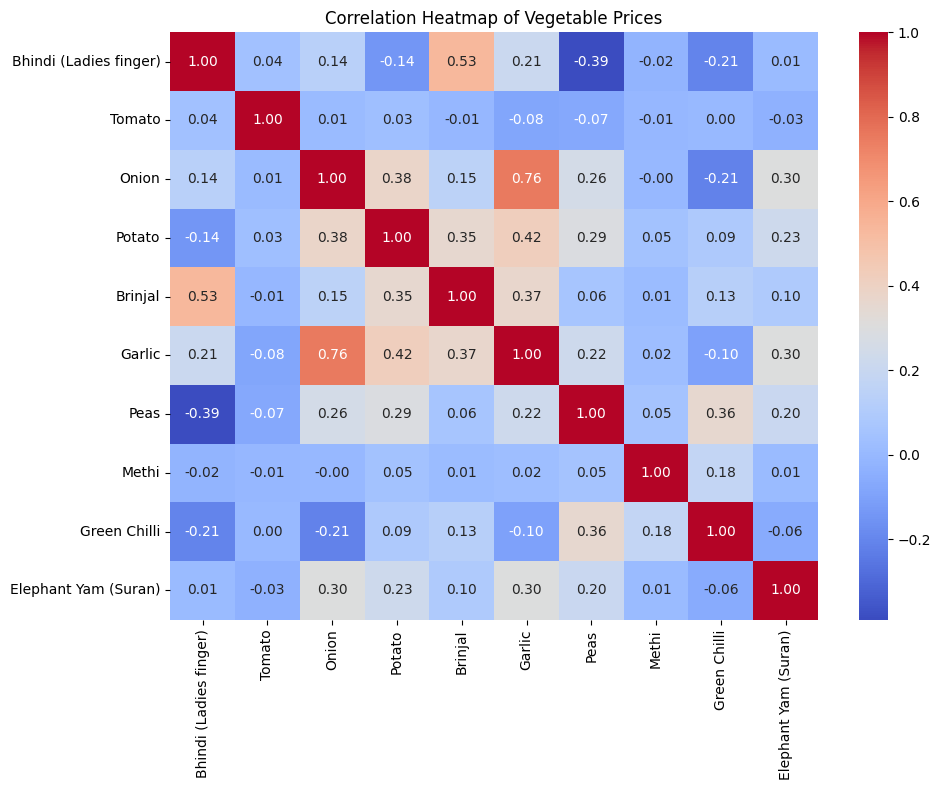 Correlation Heatmap of Vegetable Prices
Bhindi (Ladies finger) 1.00 0.04 0.14 -0.14 0.53 0.21 -0.39 -0.02 -0.21 0.01
Tomato 0.04 1.00 0.01 0.03 -0.01 -0.08 -0.07 -0.01 0.00 -0.03
Onion 0.14 0.01 1.00 0.38 0.15 0.76 0.26 -0.00 -0.21 0.30
Potato -0.14 0.03 0.38 1.00 0.35 0.42 0.29 0.05 0.09 0.23
Brinjal 0.53 -0.01 0.15 0.35 1.00 0.37 0.06 0.01 0.13 0.10
Garlic 0.21 -0.08 0.76 0.42 0.37 1.00 0.22 0.02 -0.10 0.30
Peas -0.39 -0.07 0.26 0.29 0.06 0.22 1.00 0.05 0.36 0.20
Methi -0.02 -0.01 -0.00 0.05 0.01 0.02 0.05 1.00 0.18 0.01
Green Chilli -0.21 0.00 -0.21 0.09 0.13 -0.10 0.36 0.18 1.00 -0.06
Elephant Yam (Suran) 0.01 -0.03 0.30 0.23 0.10 0.30 0.20 0.01 -0.06 1.00
Bhindi (Ladies finger)
Tomato
Onion
Potato
Brinjal
Garlic
Peas
Methi
Green Chilli
Elephant Yam (Suran)
1.0
0.8
0.6
0.4
0.2
0.0
−0.2